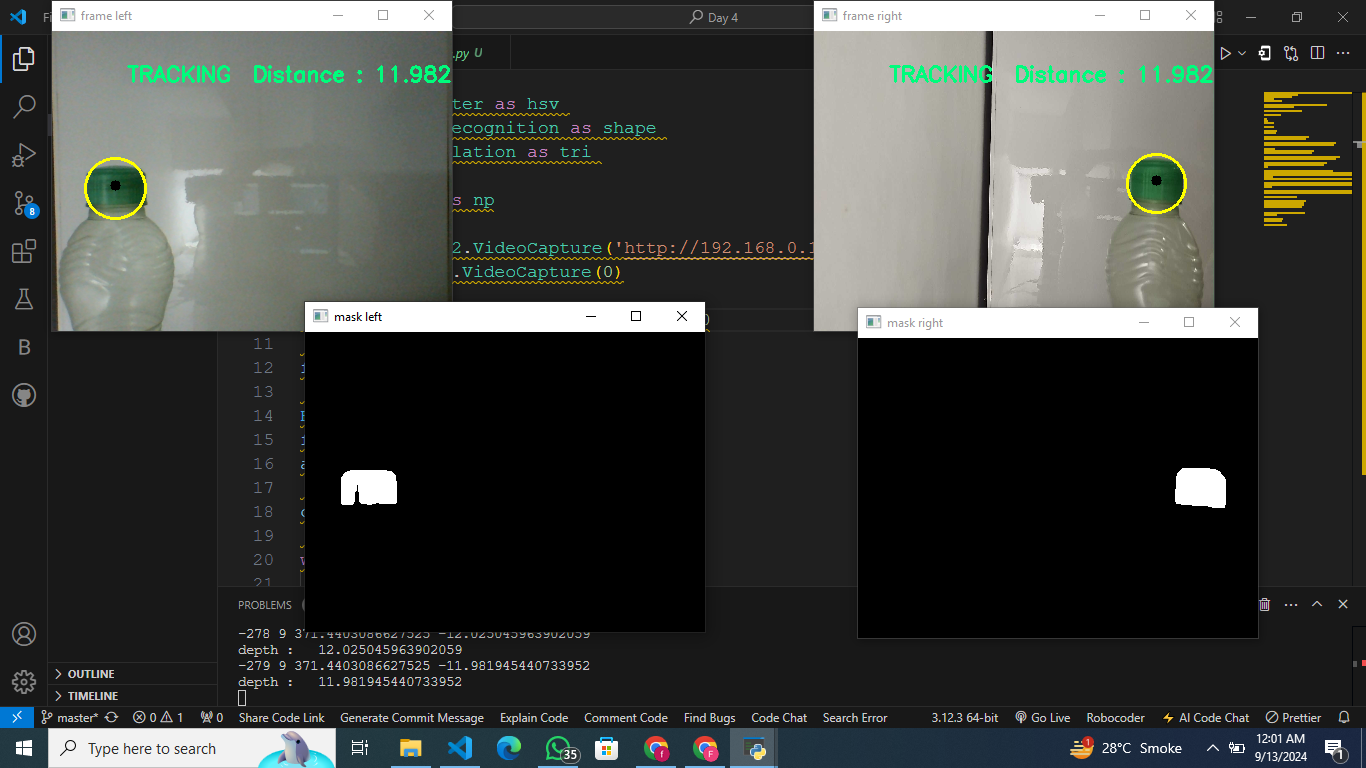 frame left
Day 4
frame right
.py U
TRACKING Distance : 11.982
TRACKING Distance : 11.982
ter as hsv
ecognition as shape
lation as tri
s np
2.VideoCapture('http://192.168.0.1
.VideoCapture(0)
mask left
mask right
11
12
13
14
15
16
17
18
19
20
21
8
B
PROBLEMS
-278 9 371.4403086627525 -12.025045963902059
depth :   12.025045963902059
-279 9 371.4403086627525 -11.981945440733952
depth :   11.981945440733952
OUTLINE
TIMELINE
master* 0 1 0 Share Code Link Generate Commit Message Explain Code Comment Code Find Bugs Code Chat Search Error 3.12.3 64-bit Go Live Robocoder AI Code Chat Prettier
Type here to search
35
1
28°C Smoke
12:01 AM
9/13/2024
1